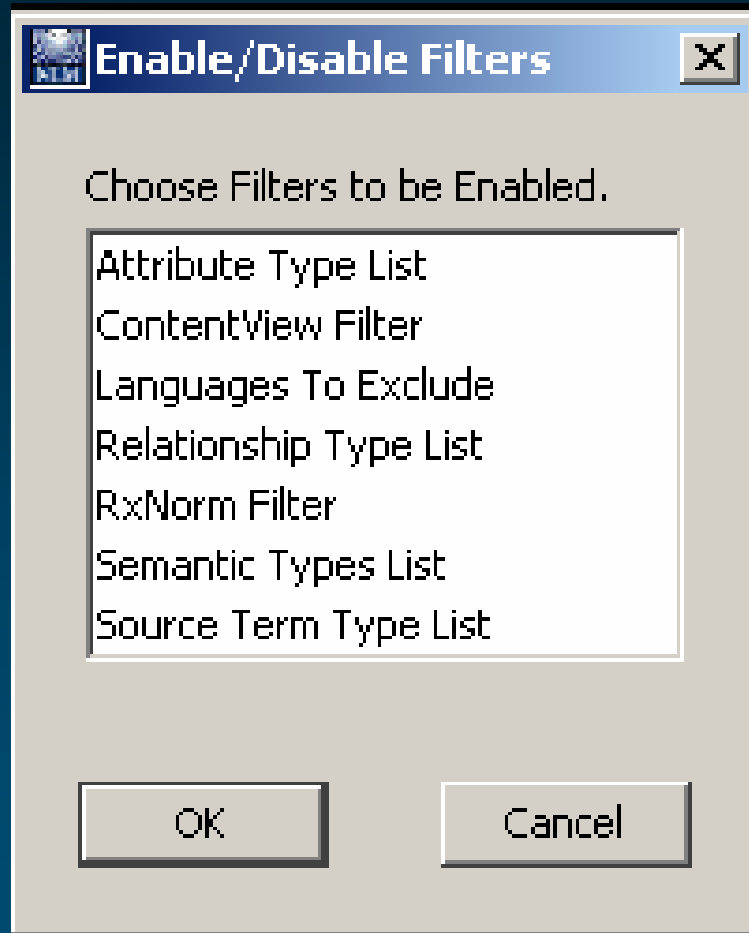 NLM
Enable/Disable Filters
Choose Filters to be Enabled.
Attribute Type List
ContentView Filter
Languages To Exclude
Relationship Type List
RxNorm Filter
Semantic Types List
Source Term Type List
OK
Cancel